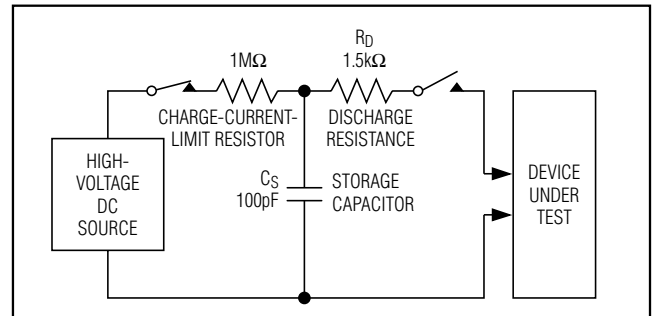 R_D
1MΩ
1.5kΩ
CHARGE-CURRENT-
LIMIT RESISTOR
DISCHARGE
RESISTANCE
HIGH-
VOLTAGE
DC
SOURCE
C_S
100pF
STORAGE
CAPACITOR
DEVICE
UNDER
TEST